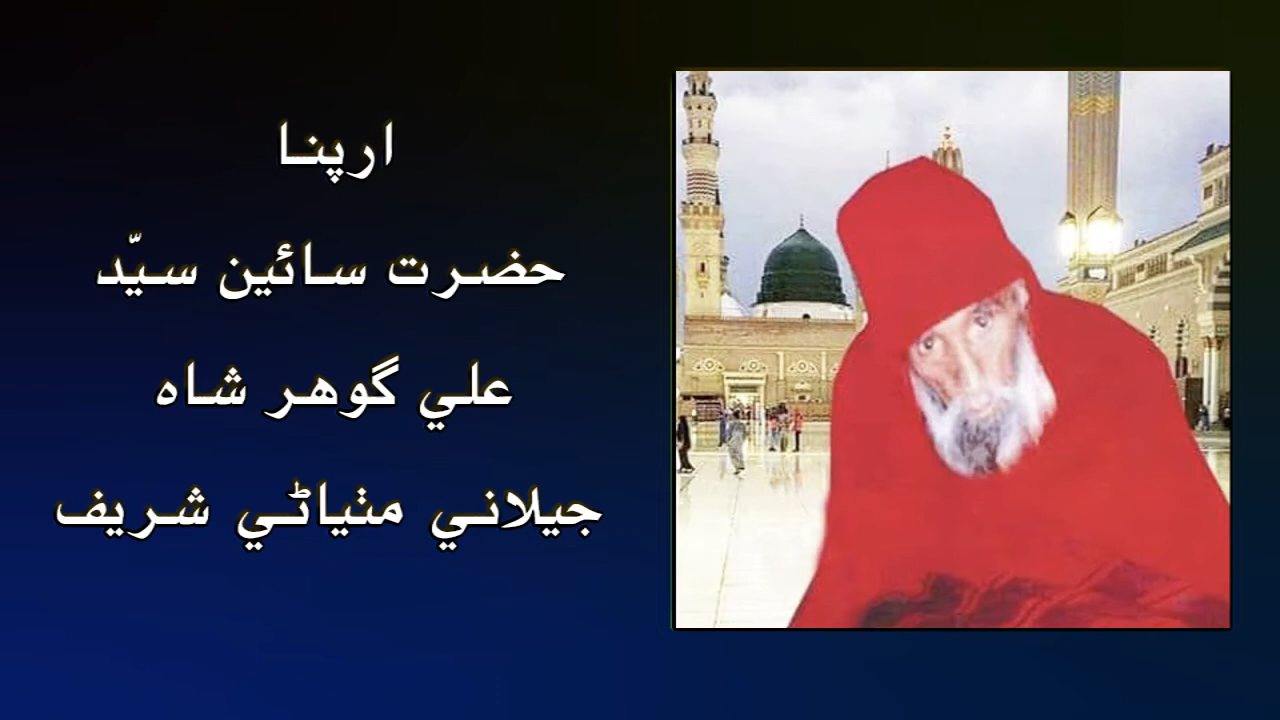 ارپنا
حضرت سائين سيّد
علي گوهر شاه
جيلاني مٽياڻي شريف